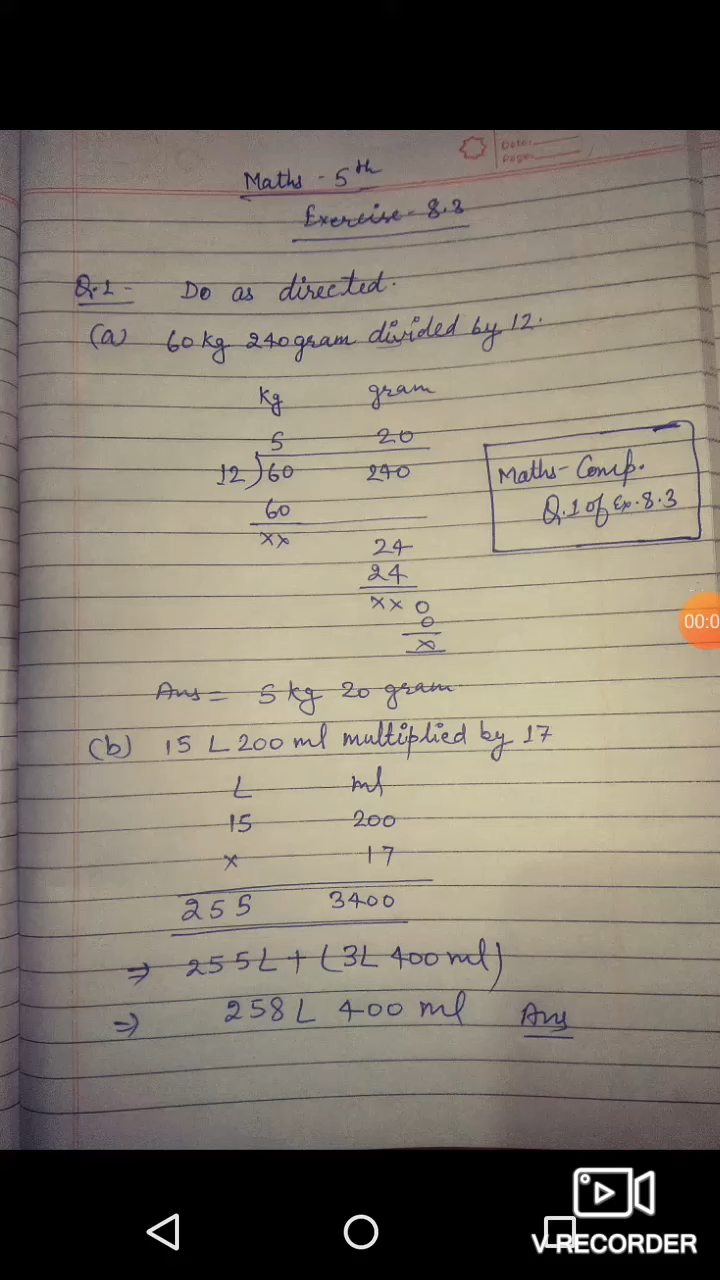 Date:
Page:
Maths - 5th
Exercise - 8.3
Q.1 - Do as directed.
(a) 60 kg 240 gram divided by 12.
kg gram
5 20
12)60 240
60
xx
24
24
xx 0
0
x
Maths - Comp.
Q.1 of Ex. 8.3
00:0
Ans = 5 kg 20 gram
(b) 15 L 200 ml multiplied by 17
L ml
15 200
x 17
255 3400
⇒ 255 L + (3L 400 ml)
⇒ 258 L 400 ml Ans
V RECORDER